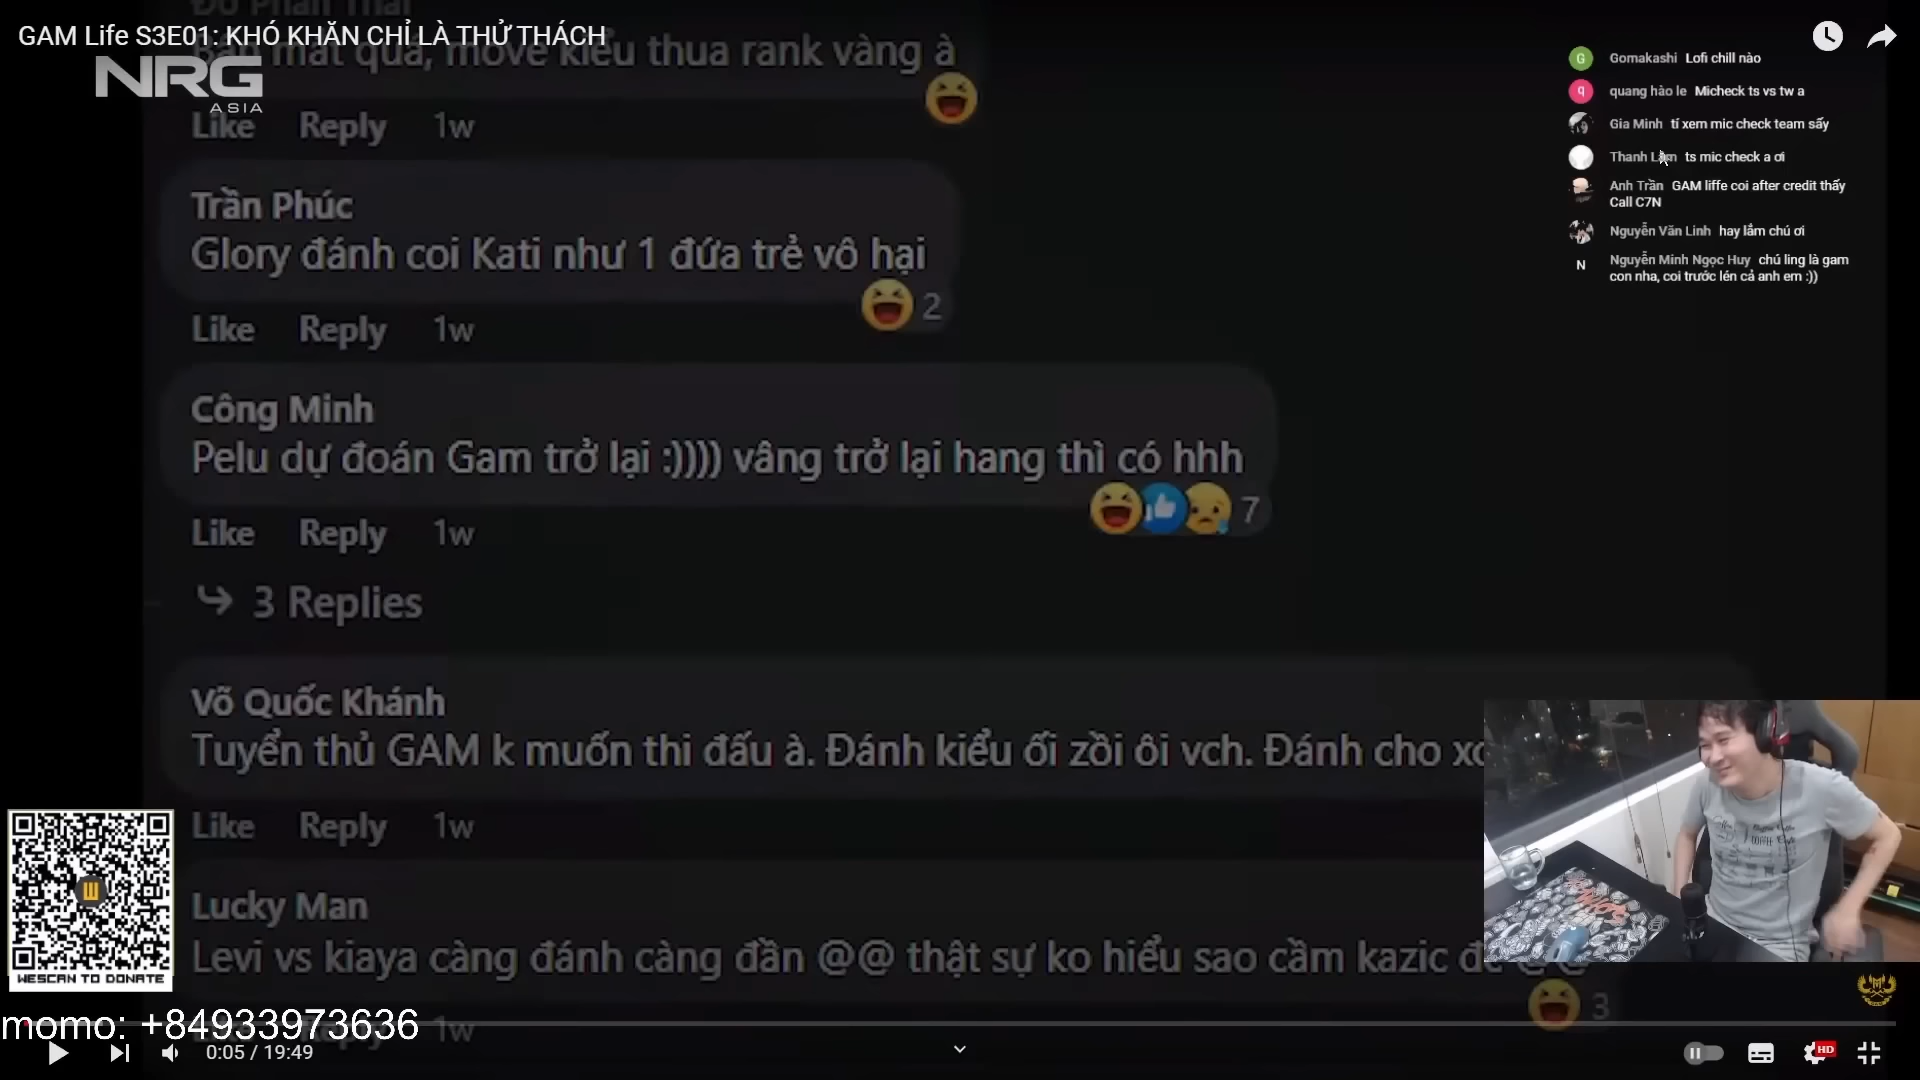 GAM Life S3E01: KHÓ KHĂN CHỈ LÀ THỬ THÁCH
quá, move kiểu thua rank vàng à
NRG
ASIA
Like Reply 1w
Trần Phúc
Glory đánh coi Kati như 1 đứa trẻ vô hại
2
Like Reply 1w
Công Minh
Pelu dự đoán Gam trở lại :)))) vâng trở lại hang thì có hhh
7
Like Reply 1w
3 Replies
Võ Quốc Khánh
Tuyển thủ GAM k muốn thi đấu à. Đánh kiểu ối zồi ôi vch. Đánh cho
Like Reply 1w
Lucky Man
Levi vs kiaya càng đánh càng đần @@ thật sự ko hiểu sao cầm kazic
3
1w
Gomakashi Lofi chill nào
quang hào le Micheck ts vs tw a
Gia Minh tí xem mic check team sấy
Thanh Lâm ts mic check a ơi
Anh Trần GAM liffe coi after credit thấy
Call C7N
Nguyễn Văn Linh hay lắm chú ơi
Nguyễn Minh Ngọc Huy chú ling là gam
con nha, coi trước lén cả anh em :))
G
q
N
WESCAN TO DONATE
momo: +84933973636
0:05 / 19:49
HD